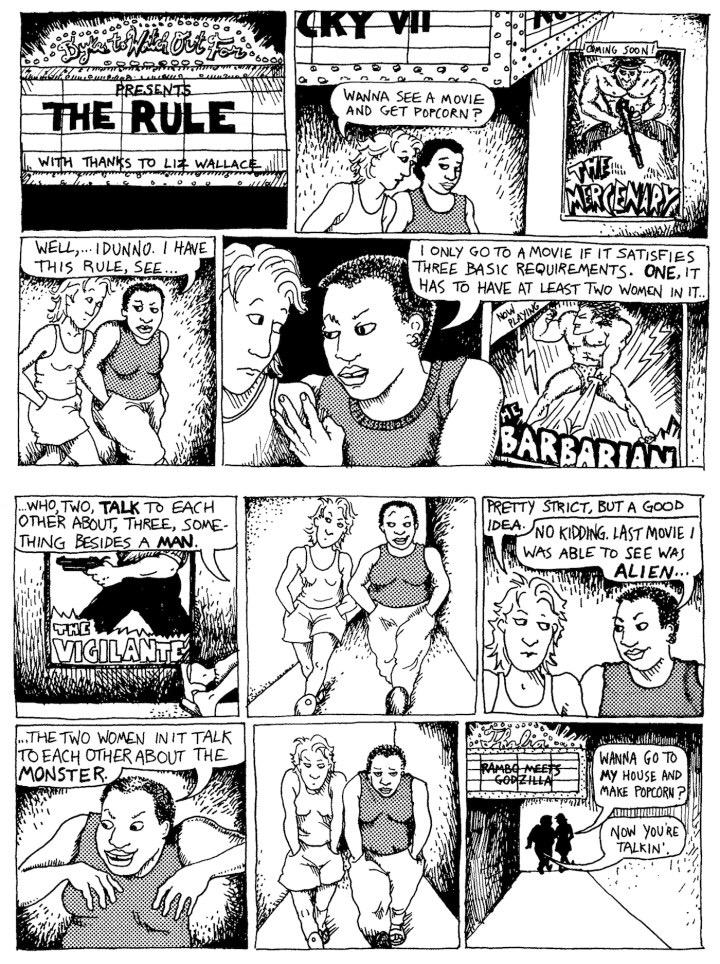 Dykes to Watch Out For
PRESENTS
THE RULE
WITH THANKS TO LIZ WALLACE
CKY VII
WANNA SEE A MOVIE
AND GET POPCORN?
COMING SOON!
THE
MERCENARY
WELL,...I DUNNO. I HAVE
THIS RULE, SEE...
I ONLY GO TO A MOVIE IF IT SATISFIES
THREE BASIC REQUIREMENTS. ONE, IT
HAS TO HAVE AT LEAST TWO WOMEN IN IT..
NOW
PLAYING
THE
BARBARIAN
...WHO, TWO, TALK TO EACH
OTHER ABOUT, THREE, SOME-
THING BESIDES A MAN.
THE
VIGILANTE
PRETTY STRICT, BUT A GOOD
IDEA.
NO KIDDING. LAST MOVIE I
WAS ABLE TO SEE WAS
ALIEN...
...THE TWO WOMEN IN IT TALK
TO EACH OTHER ABOUT THE
MONSTER.
Thalia
RAMBO MEETS
GODZILLA
WANNA GO TO
MY HOUSE AND
MAKE POPCORN?
NOW YOU'RE
TALKIN'.